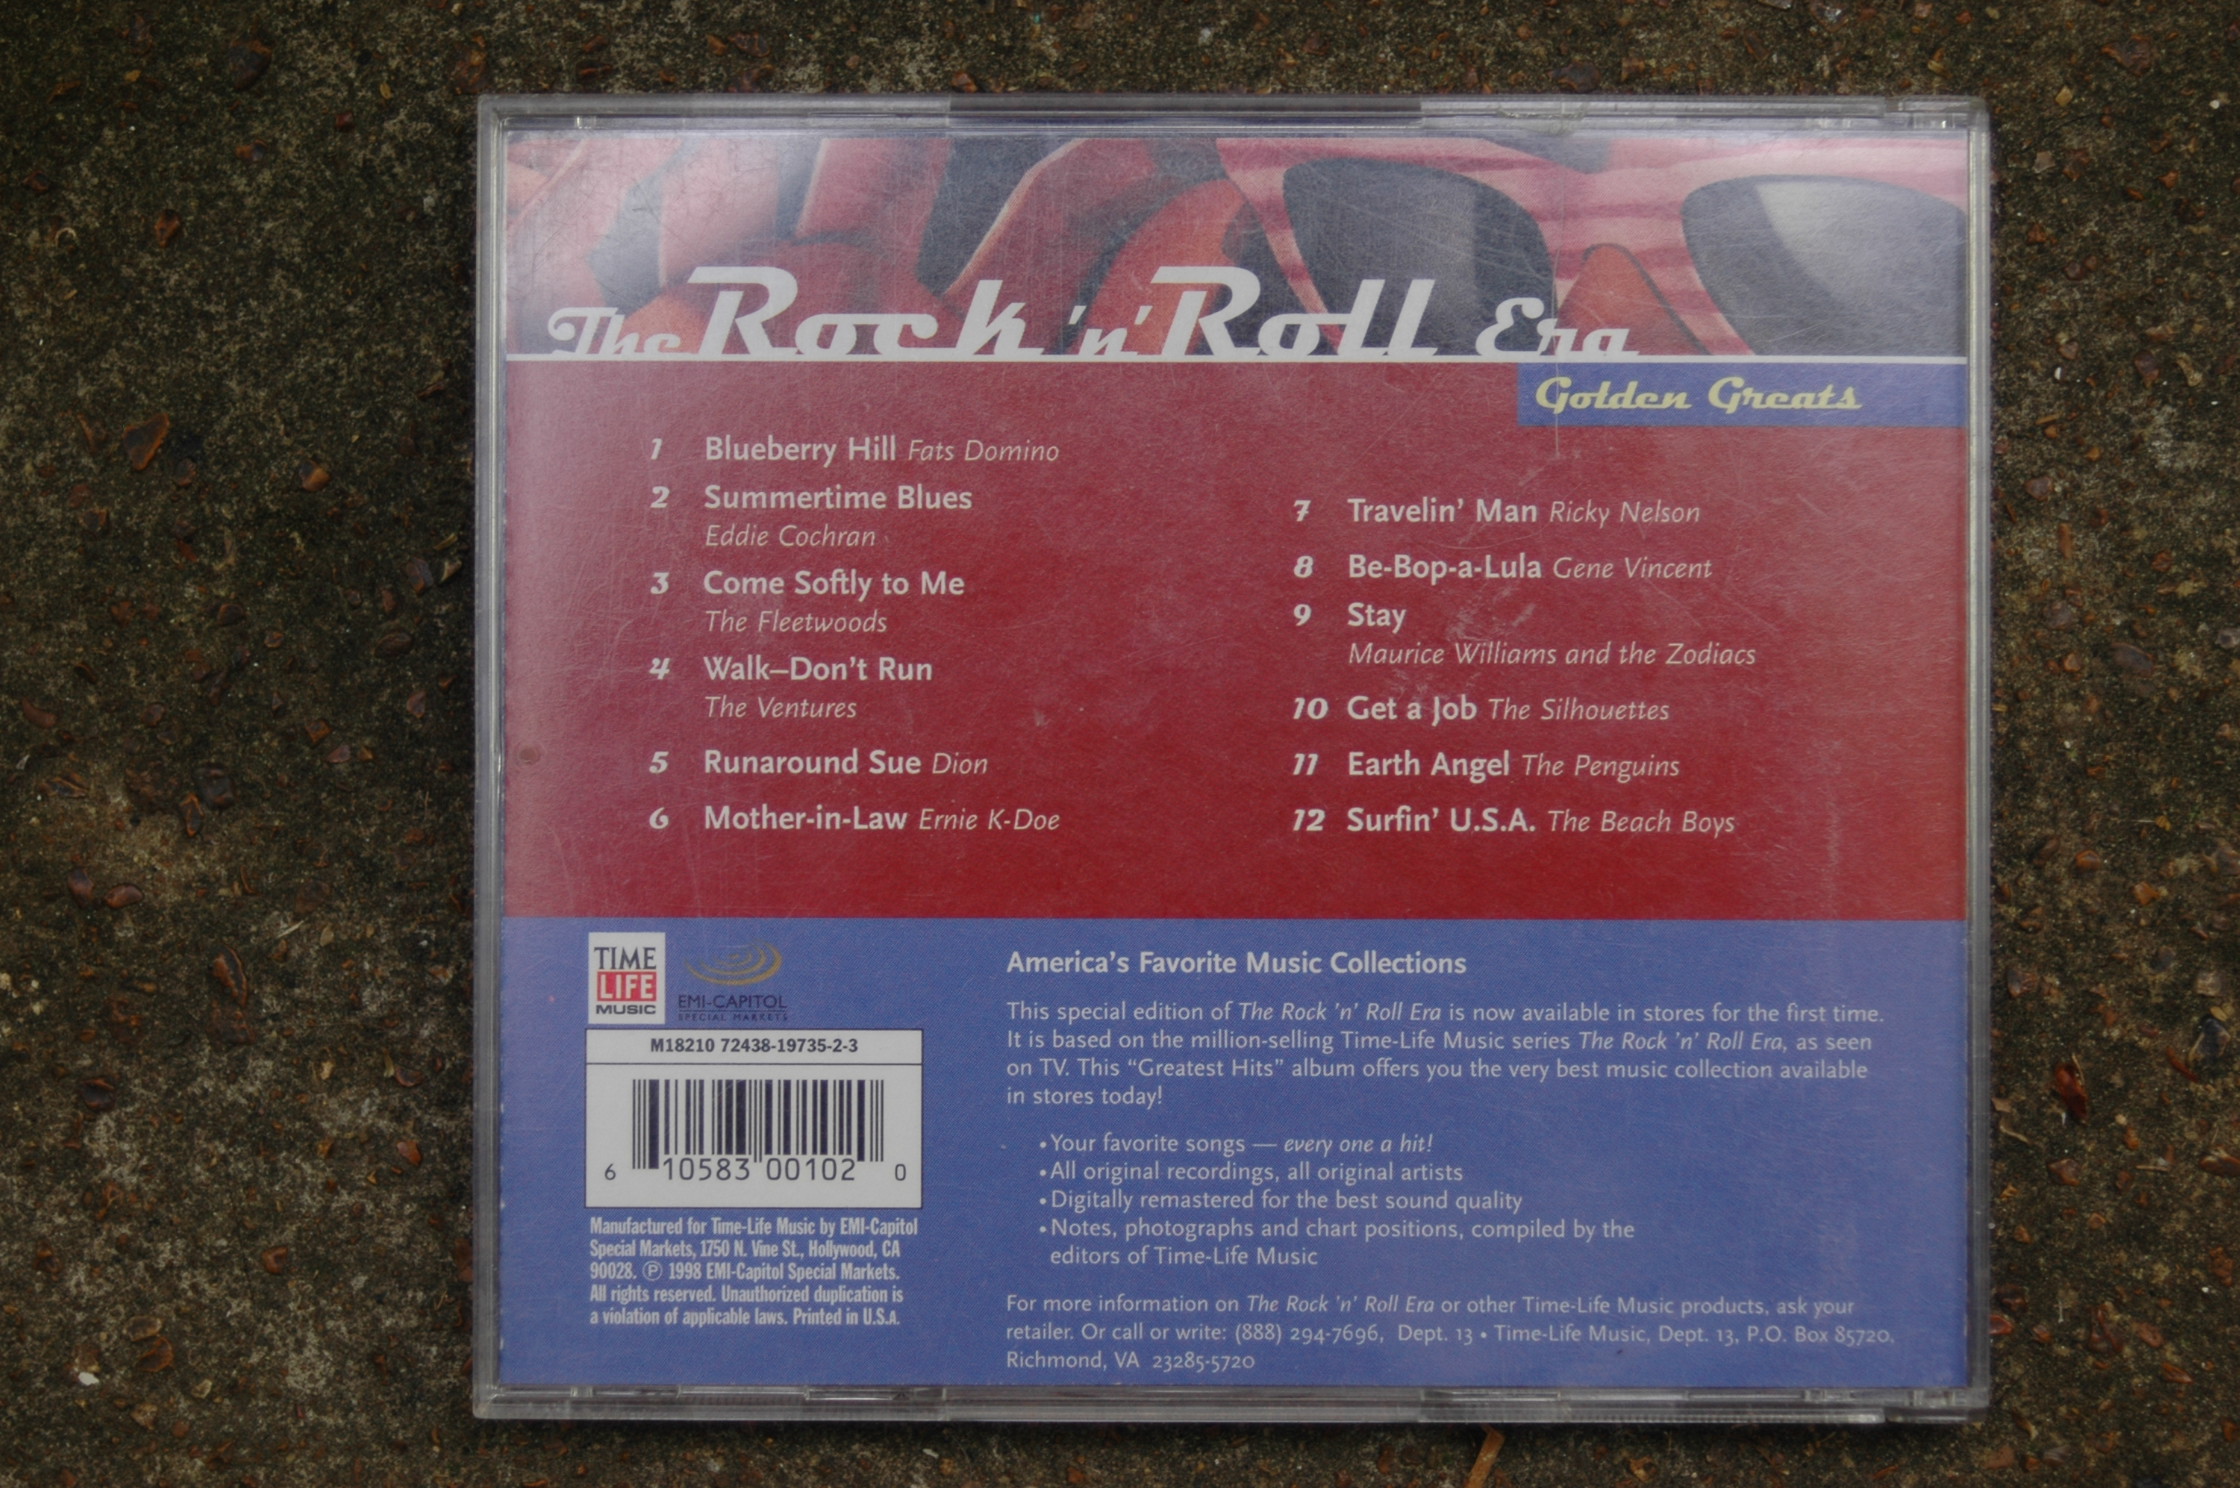 The Rock 'n' Roll Era
Golden Greats
1 Blueberry Hill Fats Domino
2 Summertime Blues
Eddie Cochran
3 Come Softly to Me
The Fleetwoods
4 Walk–Don't Run
The Ventures
5 Runaround Sue Dion
6 Mother-in-Law Ernie K-Doe
7 Travelin' Man Ricky Nelson
8 Be-Bop-a-Lula Gene Vincent
9 Stay
Maurice Williams and the Zodiacs
10 Get a Job The Silhouettes
11 Earth Angel The Penguins
12 Surfin' U.S.A. The Beach Boys
TIME
LIFE
MUSIC
EMI-CAPITOL
SPECIAL MARKETS
M18210 72438-19735-2-3
6 10583 00102 0
Manufactured for Time-Life Music by EMI-Capitol
Special Markets, 1750 N. Vine St., Hollywood, CA
90028. ℗ 1998 EMI-Capitol Special Markets.
All rights reserved. Unauthorized duplication is
a violation of applicable laws. Printed in U.S.A.
America's Favorite Music Collections
This special edition of The Rock 'n' Roll Era is now available in stores for the first time.
It is based on the million-selling Time-Life Music series The Rock 'n' Roll Era, as seen
on TV. This "Greatest Hits" album offers you the very best music collection available
in stores today!
• Your favorite songs — every one a hit!
• All original recordings, all original artists
• Digitally remastered for the best sound quality
• Notes, photographs and chart positions, compiled by the
editors of Time-Life Music
For more information on The Rock 'n' Roll Era or other Time-Life Music products, ask your
retailer. Or call or write: (888) 294-7696, Dept. 13 • Time-Life Music, Dept. 13, P.O. Box 85720,
Richmond, VA 23285-5720